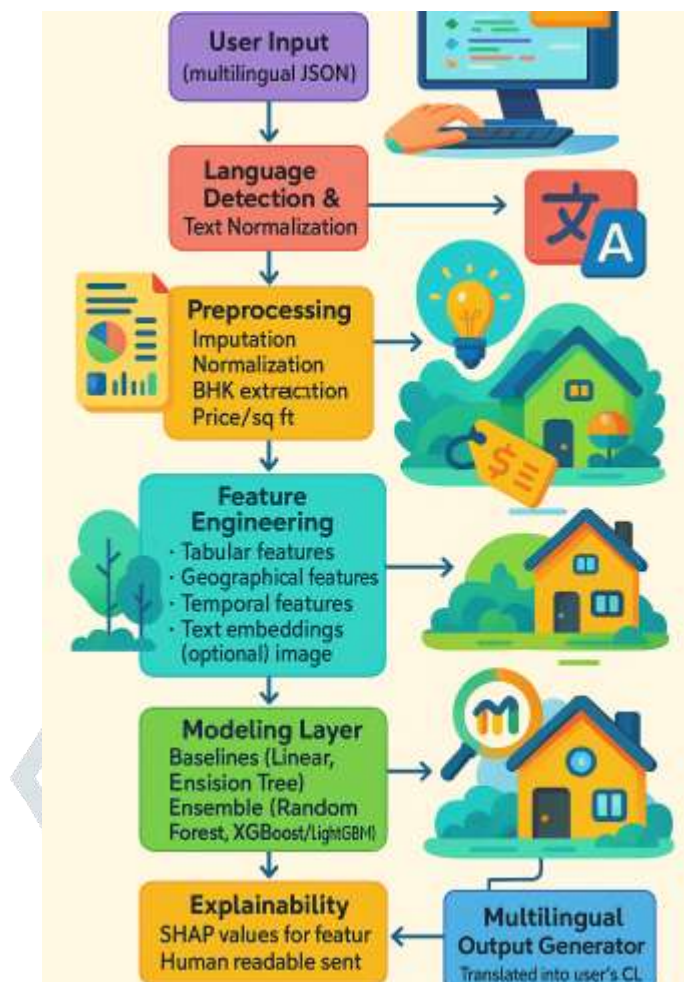 User Input
(multilingual JSON)
Language
Detection &
Text Normalization
文
A
Preprocessing
Imputation
Normalization
BHK extraction
Price/sq ft
$
Feature
Engineering
· Tabular features
· Geographical features
· Temporal features
· Text embeddings
(optional) image
Modeling Layer
Baselines (Linear,
Ensision Tree)
Ensemble (Random
Forest, XGBoost/LightGBM)
Explainability
SHAP values for featur
Human readable sent
Multilingual
Output Generator
Translated into user's CL